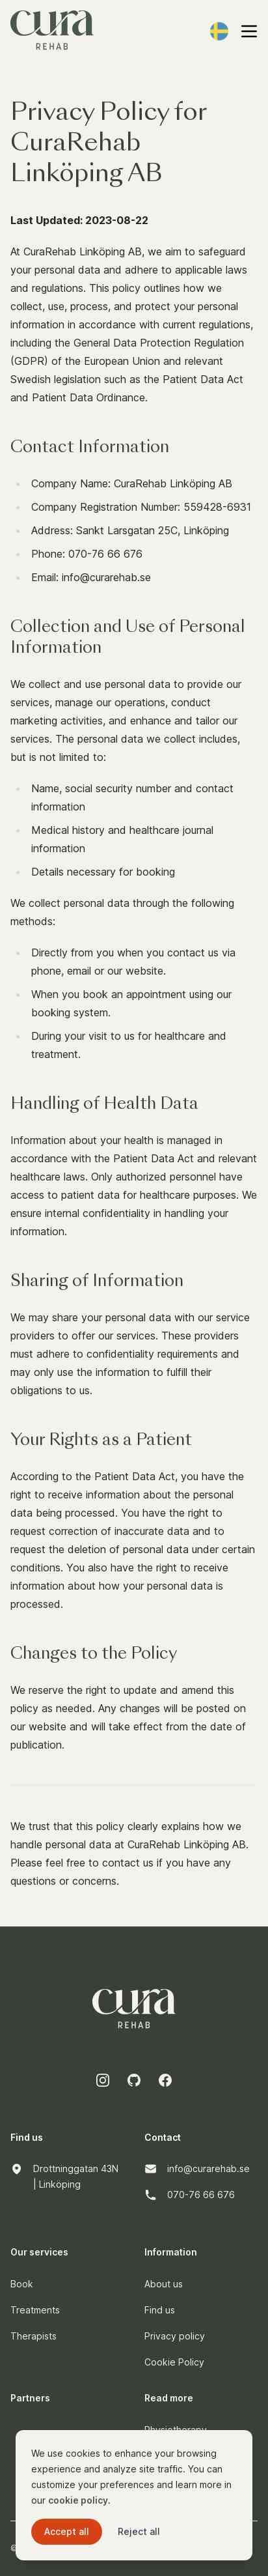 cura
REHAB
Privacy Policy for
CuraRehab
Linköping AB
Last Updated: 2023-08-22
At CuraRehab Linköping AB, we aim to safeguard
your personal data and adhere to applicable laws
and regulations. This policy outlines how we
collect, use, process, and protect your personal
information in accordance with current regulations,
including the General Data Protection Regulation
(GDPR) of the European Union and relevant
Swedish legislation such as the Patient Data Act
and Patient Data Ordinance.
Contact Information
Company Name: CuraRehab Linköping AB
Company Registration Number: 559428-6931
Address: Sankt Larsgatan 25C, Linköping
Phone: 070-76 66 676
Email: info@curarehab.se
Collection and Use of Personal
Information
We collect and use personal data to provide our
services, manage our operations, conduct
marketing activities, and enhance and tailor our
services. The personal data we collect includes,
but is not limited to:
Name, social security number and contact
information
Medical history and healthcare journal
information
Details necessary for booking
We collect personal data through the following
methods:
Directly from you when you contact us via
phone, email or our website.
When you book an appointment using our
booking system.
During your visit to us for healthcare and
treatment.
Handling of Health Data
Information about your health is managed in
accordance with the Patient Data Act and relevant
healthcare laws. Only authorized personnel have
access to patient data for healthcare purposes. We
ensure internal confidentiality in handling your
information.
Sharing of Information
We may share your personal data with our service
providers to offer our services. These providers
must adhere to confidentiality requirements and
may only use the information to fulfill their
obligations to us.
Your Rights as a Patient
According to the Patient Data Act, you have the
right to receive information about the personal
data being processed. You have the right to
request correction of inaccurate data and to
request the deletion of personal data under certain
conditions. You also have the right to receive
information about how your personal data is
processed.
Changes to the Policy
We reserve the right to update and amend this
policy as needed. Any changes will be posted on
our website and will take effect from the date of
publication.
We trust that this policy clearly explains how we
handle personal data at CuraRehab Linköping AB.
Please feel free to contact us if you have any
questions or concerns.
cura
REHAB
Find us
Drottninggatan 43N
| Linköping
Contact
info@curarehab.se
070-76 66 676
Our services
Book
Treatments
Therapists
Information
About us
Find us
Privacy policy
Cookie Policy
Partners
Read more
Physiotherapy
We use cookies to enhance your browsing
experience and analyze site traffic. You can
customize your preferences and learn more in
our cookie policy.
Accept all
Reject all
©